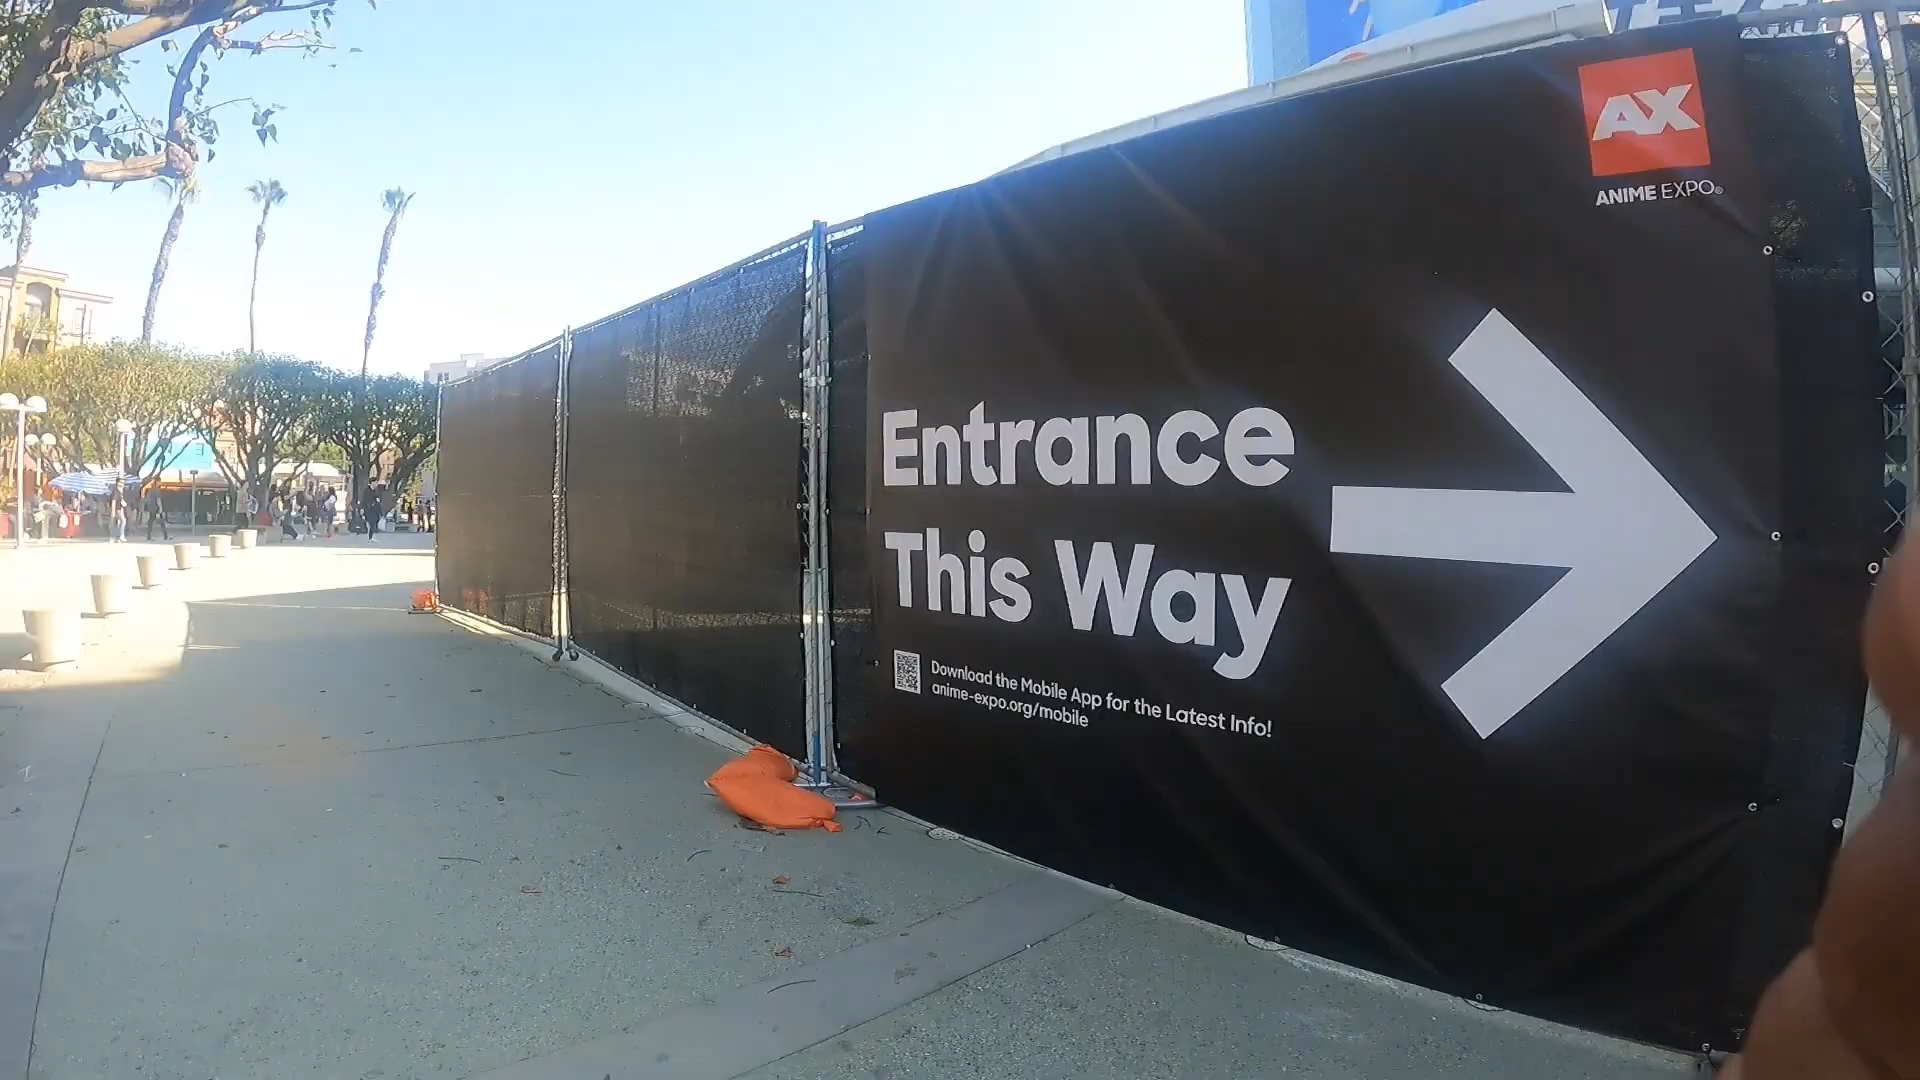 AX
ANIME EXPO®
Entrance
This Way
Download the Mobile App for the Latest Info!
anime-expo.org/mobile